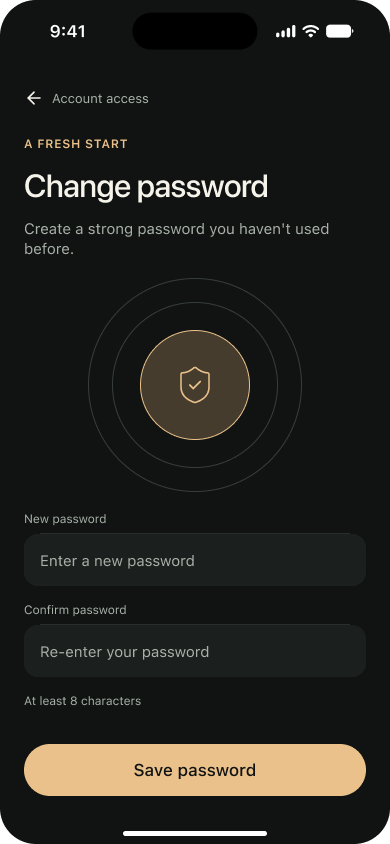 9:41
Account access
A FRESH START
Change password
Create a strong password you haven't used
before.
New password
Enter a new password
Confirm password
Re-enter your password
At least 8 characters
Save password